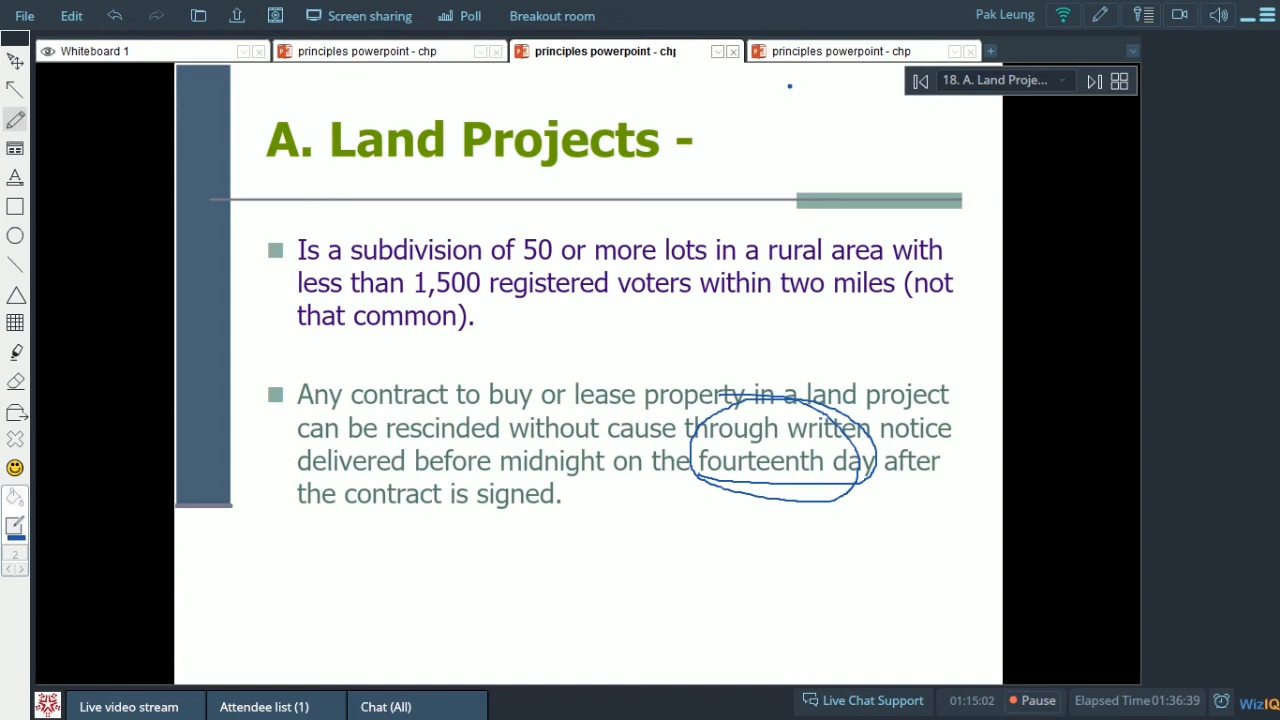 File Edit Screen sharing Poll Breakout room Pak Leung
Whiteboard 1 principles powerpoint - chp principles powerpoint - chp principles powerpoint - chp
18. A. Land Proje...
A. Land Projects -
Is a subdivision of 50 or more lots in a rural area with
less than 1,500 registered voters within two miles (not
that common).
Any contract to buy or lease property in a land project
can be rescinded without cause through written notice
delivered before midnight on the fourteenth day after
the contract is signed.
2
Live video stream Attendee list (1) Chat (All) Live Chat Support 01:15:02 Pause Elapsed Time 01:36:39 WizIQ